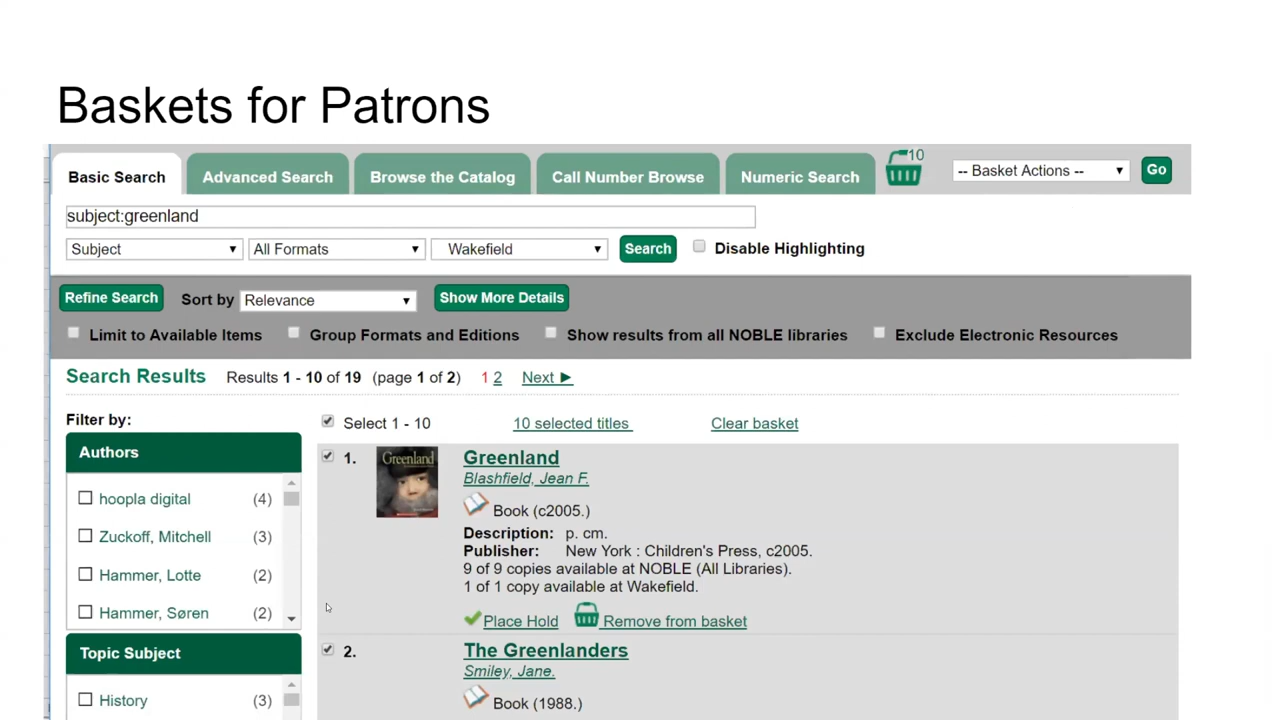 Baskets for Patrons
Basic Search Advanced Search Browse the Catalog Call Number Browse Numeric Search 10 -- Basket Actions -- Go
subject:greenland
Subject All Formats Wakefield Search Disable Highlighting
Refine Search Sort by Relevance Show More Details
Limit to Available Items Group Formats and Editions Show results from all NOBLE libraries Exclude Electronic Resources
Search Results Results 1 - 10 of 19 (page 1 of 2) 1 2 Next ►
Filter by:
Authors
hoopla digital (4)
Zuckoff, Mitchell (3)
Hammer, Lotte (2)
Hammer, Søren (2)
Topic Subject
History (3)
Select 1 - 10 10 selected titles Clear basket
1. Greenland Greenland
Blashfield, Jean F.
Book (c2005.)
Description: p. cm.
Publisher: New York : Children's Press, c2005.
9 of 9 copies available at NOBLE (All Libraries).
1 of 1 copy available at Wakefield.
Place Hold Remove from basket
2. The Greenlanders
Smiley, Jane.
Book (1988.)